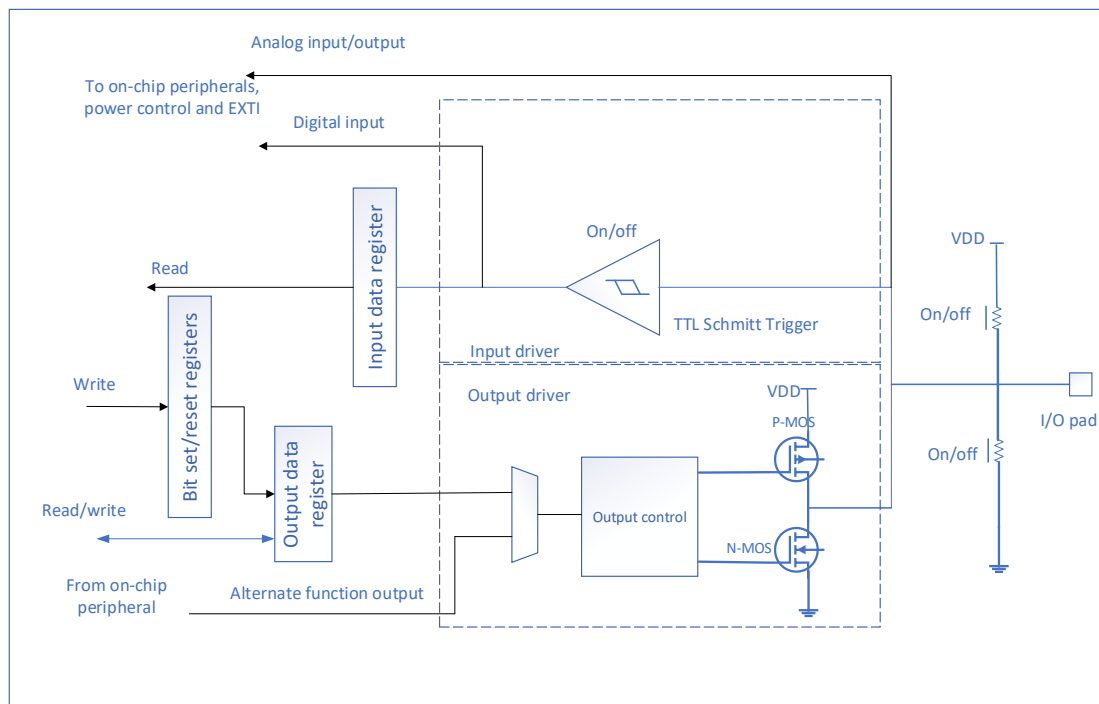 Analog input/output
To on-chip peripherals,
power control and EXTI
Digital input
On/off
Input data register
Read
TTL Schmitt Trigger
VDD
On/off
Input driver
Bit set/reset registers
Write
Output driver
VDD
P-MOS
I/O pad
On/off
Output data
register
Read/write
Output control
N-MOS
From on-chip
peripheral
Alternate function output